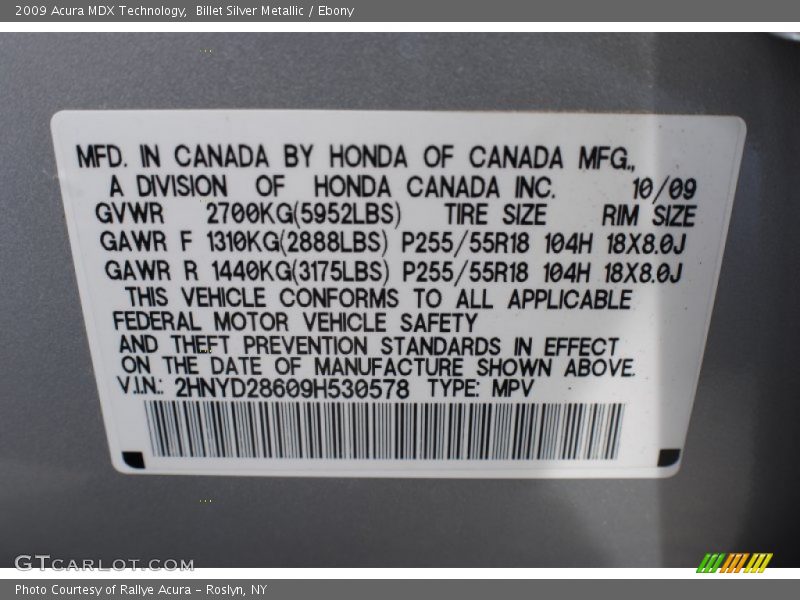 2009 Acura MDX Technology,  Billet Silver Metallic / Ebony
MFD. IN CANADA BY HONDA OF CANADA MFG.,
A DIVISION OF HONDA CANADA INC. 10/09
GVWR 2700KG(5952LBS) TIRE SIZE RIM SIZE
GAWR F 1310KG(2888LBS) P255/55R18 104H 18X8.0J
GAWR R 1440KG(3175LBS) P255/55R18 104H 18X8.0J
THIS VEHICLE CONFORMS TO ALL APPLICABLE
FEDERAL MOTOR VEHICLE SAFETY
AND THEFT PREVENTION STANDARDS IN EFFECT
ON THE DATE OF MANUFACTURE SHOWN ABOVE.
V.I.N.: 2HNYD28609H530578 TYPE: MPV
GTCARLOT.COM
Photo Courtesy of Rallye Acura - Roslyn, NY